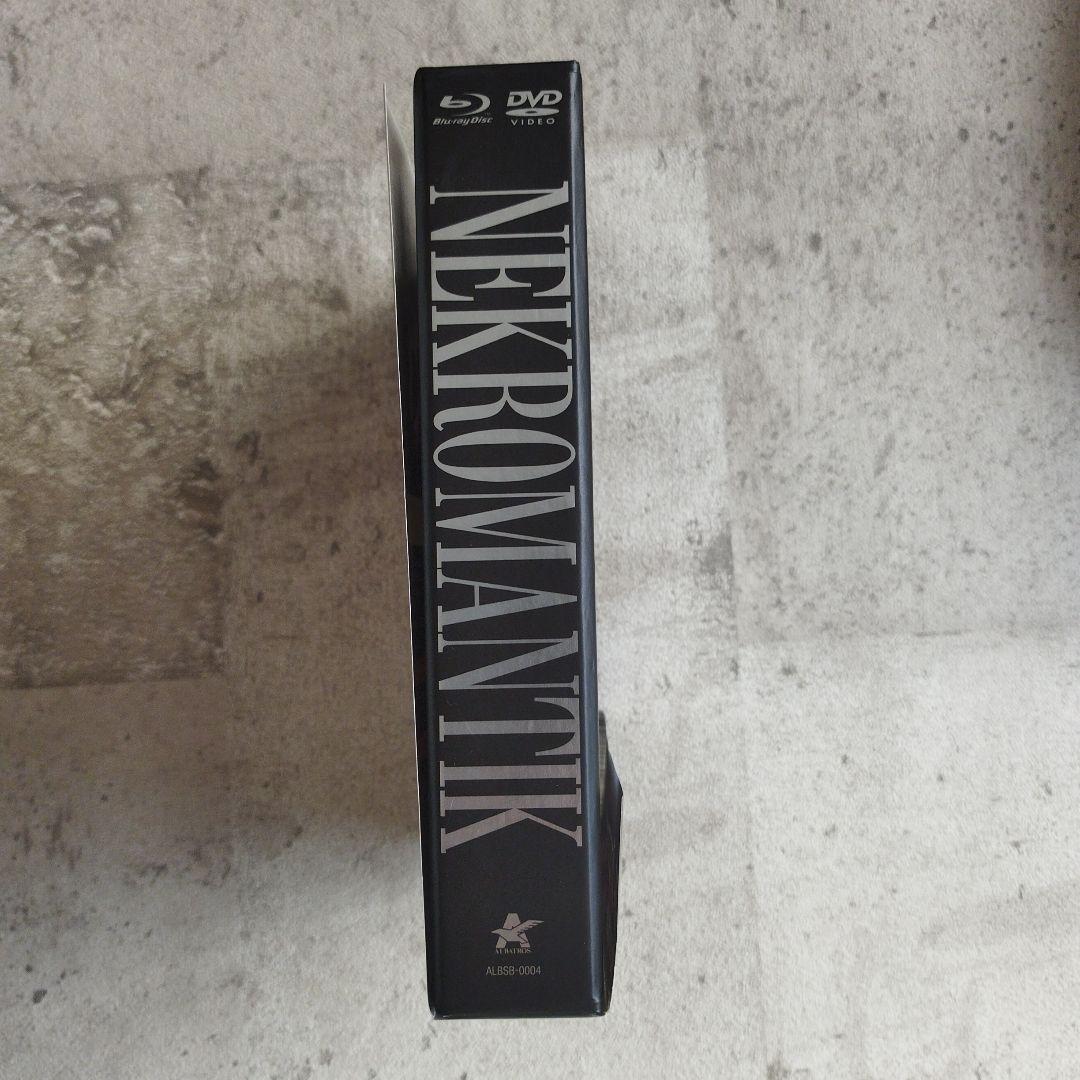 Blu-ray Disc
DVD
VIDEO
NEKROMANTIK
A
ALBATROS
ALBSB-0004